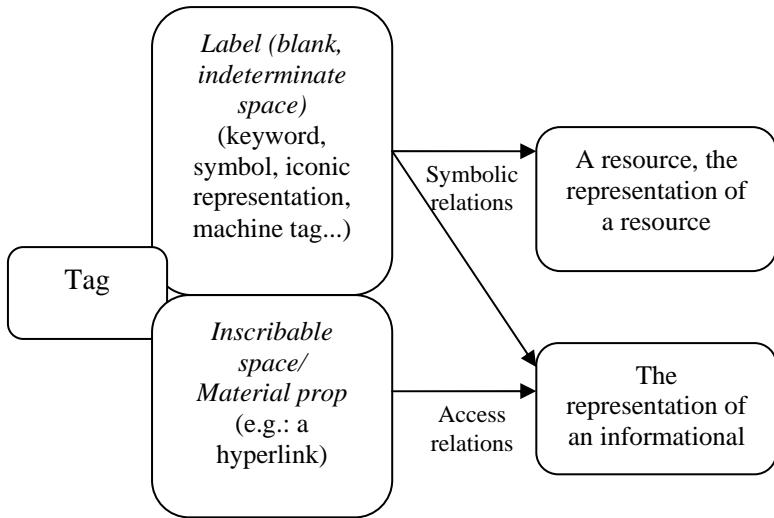 Label (blank,
indeterminate
space)
(keyword,
symbol, iconic
representation,
machine tag...)
Tag
Inscribable
space/
Material prop
(e.g.: a
hyperlink)
Symbolic
relations
Access
relations
A resource, the
representation of
a resource
The
representation of
an informational